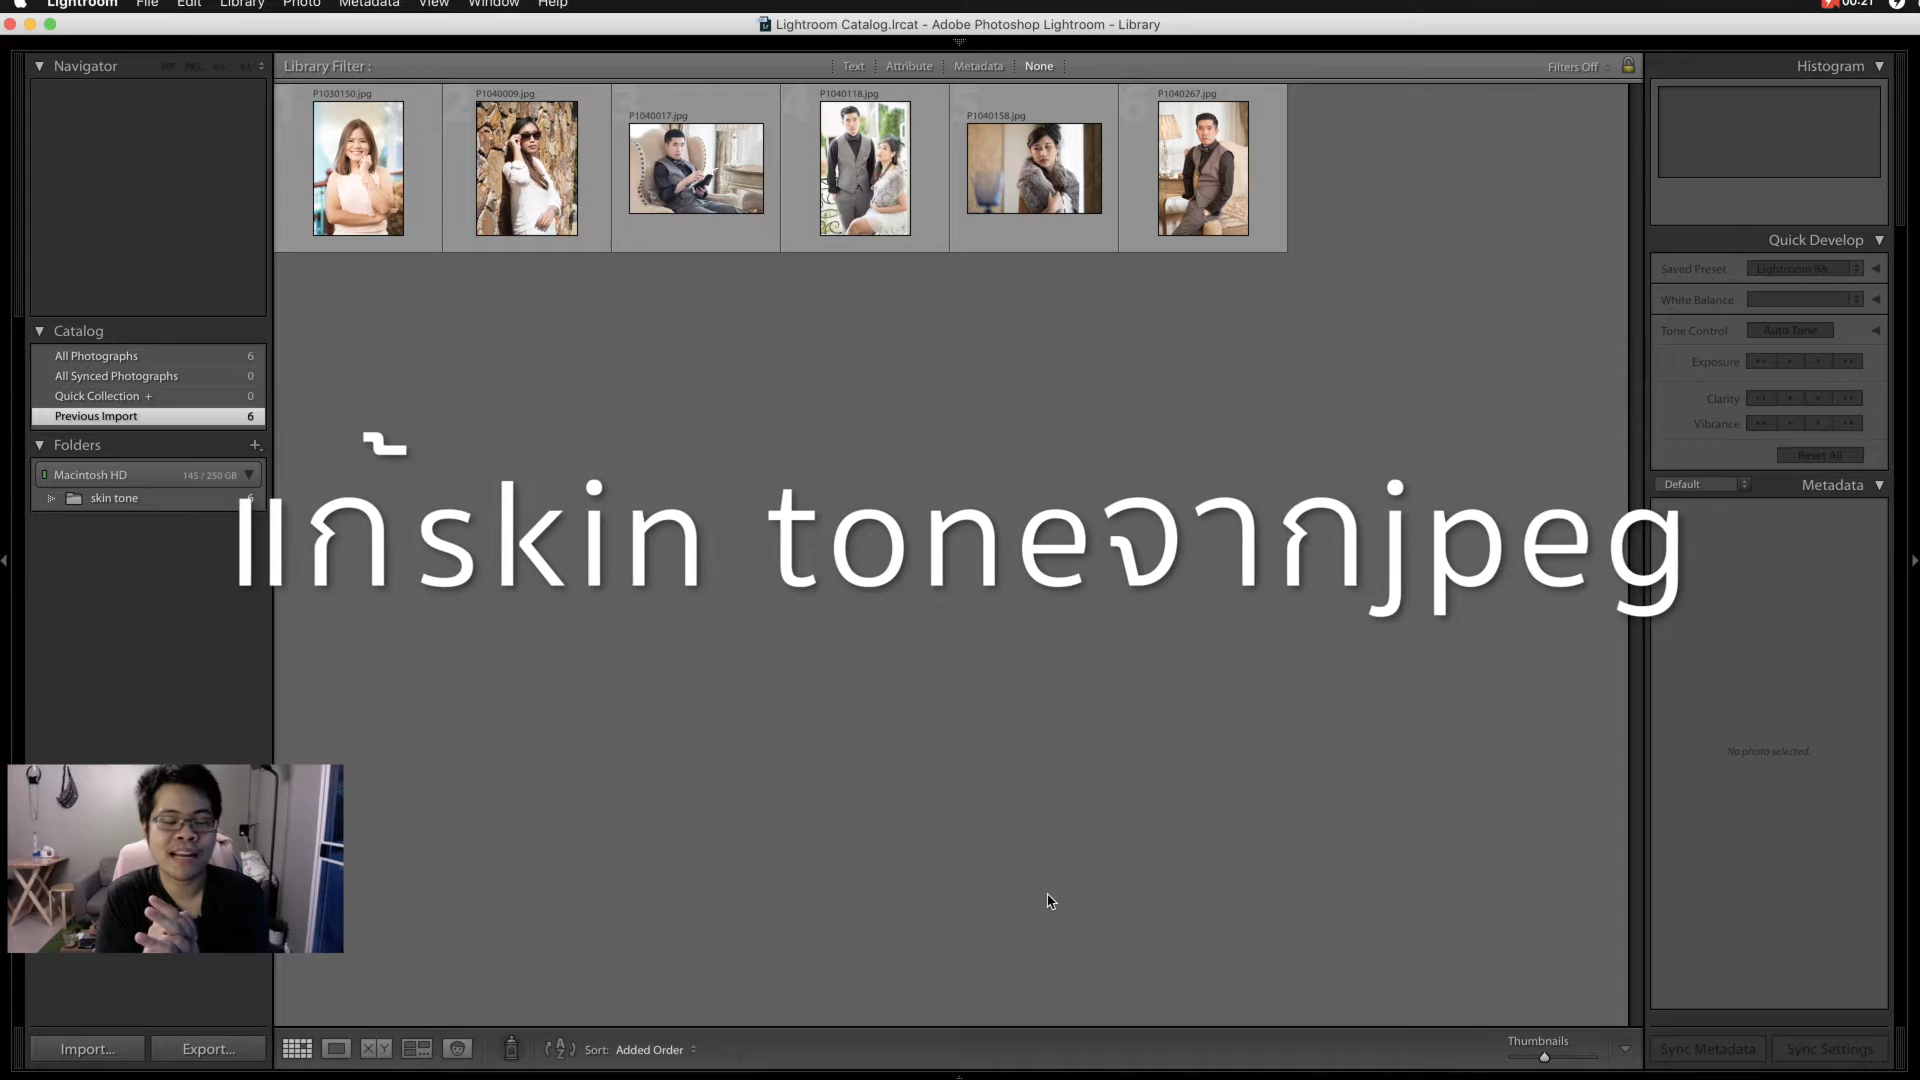 Lightroom File Edit Library Photo Metadata View Window Help 00:21
Lightroom Catalog.lrcat - Adobe Photoshop Lightroom - Library
Navigator
Library Filter : Text Attribute Metadata None Filters Off
Histogram
P1030150.jpg
P1040009.jpg
P1040017.jpg
P1040118.jpg
P1040158.jpg
P1040267.jpg
Quick Develop
Saved Preset Lightroom B&...
White Balance
Tone Control Auto Tone
Exposure
Clarity
Vibrance
Reset All
Default Metadata
No photo selected.
Catalog
All Photographs 6
All Synced Photographs 0
Quick Collection + 0
Previous Import 6
Folders +
Macintosh HD 145 / 250 GB
skin tone 6
แก้skin toneจากjpeg
Import... Export...
Sort: Added Order
Thumbnails
Sync Metadata Sync Settings